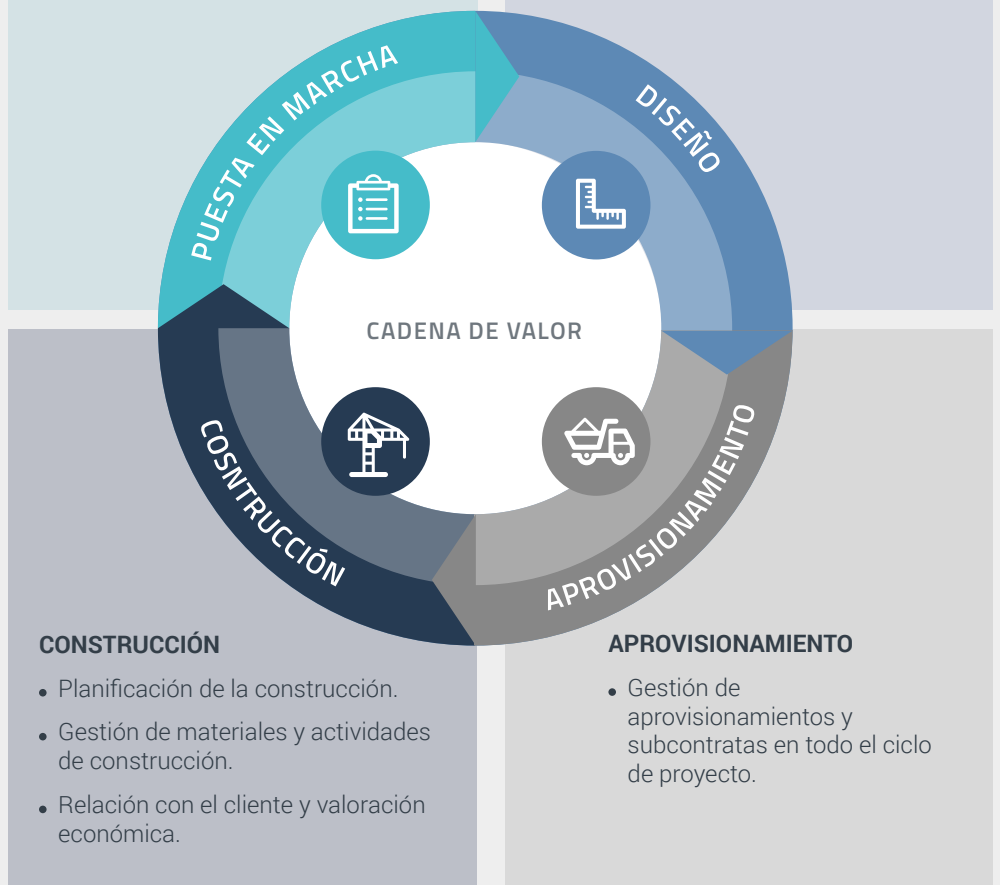 PUESTA EN MARCHA
DISEÑO
CADENA DE VALOR
COSNTRUCCIÓN
APROVISIONAMIENTO
CONSTRUCCIÓN
• Planificación de la construcción.
• Gestión de materiales y actividades
de construcción.
• Relación con el cliente y valoración
económica.
APROVISIONAMIENTO
• Gestión de
aprovisionamientos y
subcontratas en todo el ciclo
de proyecto.